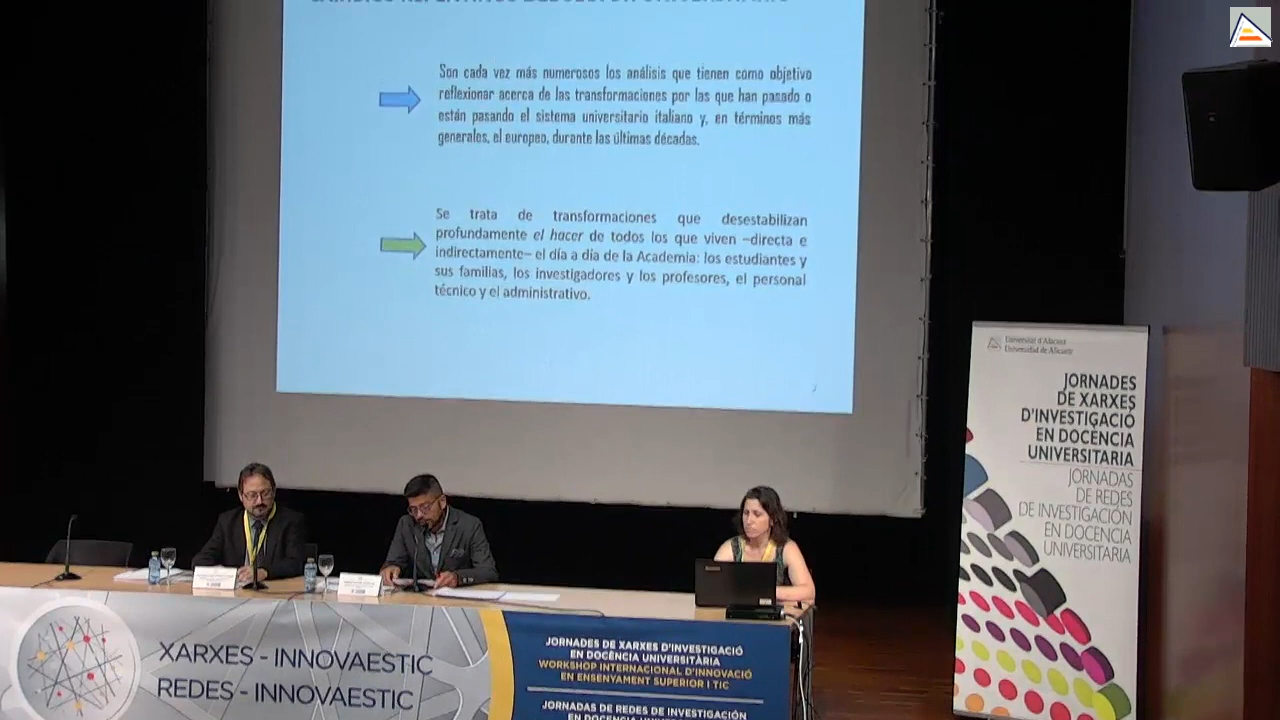 Son cada vez más numerosos los análisis que tienen como objetivo
reflexionar acerca de las transformaciones por las que han pasado o
están pasando el sistema universitario italiano y, en términos más
generales, el europeo, durante las últimas décadas.
Se trata de transformaciones que desestabilizan
profundamente el hacer de todos los que viven –directa e
indirectamente– el día a día de la Academia: los estudiantes y
sus familias, los investigadores y los profesores, el personal
técnico y el administrativo.
Universitat d'Alacant
Universidad de Alicante
JORNADES
DE XARXES
D'INVESTIGACIÓ
EN DOCÈNCIA
UNIVERSITÀRIA
JORNADAS
DE REDES
DE INVESTIGACIÓN
EN DOCENCIA
UNIVERSITARIA
XARXES - INNOVAESTIC
REDES - INNOVAESTIC
JORNADES DE XARXES D'INVESTIGACIÓ
EN DOCÈNCIA UNIVERSITÀRIA
WORKSHOP INTERNACIONAL D'INNOVACIÓ
EN ENSENYAMENT SUPERIOR I TIC
JORNADAS DE REDES DE INVESTIGACIÓN
EN DOCENCIA UNIVERSITARIA